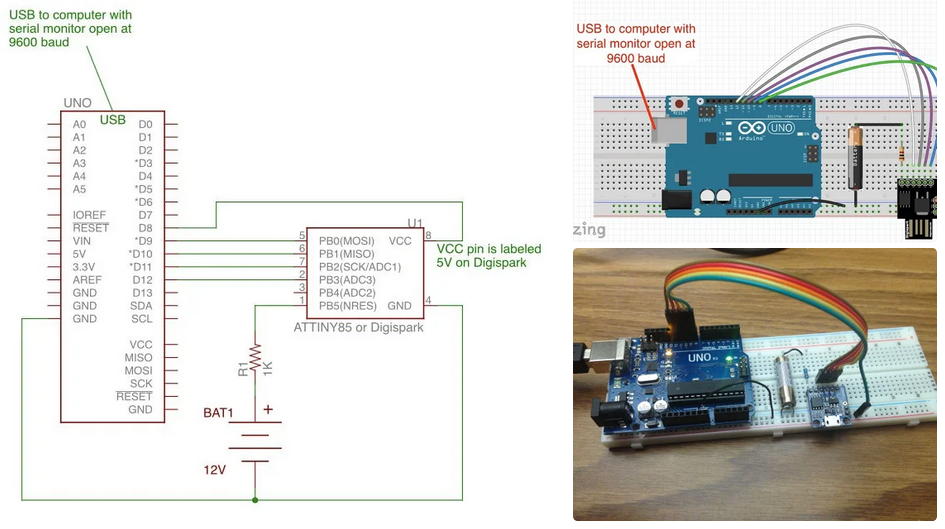 USB to computer with
serial monitor open at
9600 baud
UNO
USB
A0 D0
A1 D1
A2 D2
A3 *D3
A4 D4
A5 *D5
*D6
IOREF D7
RESET D8
VIN *D9
5V *D10
3.3V *D11
AREF D12
GND D13
GND SDA
GND SCL
VCC
MISO
MOSI
SCK
RESET
GND
U1
5 PB0(MOSI) VCC 8
6 PB1(MISO)
7 PB2(SCK/ADC1)
2 PB3(ADC3)
3 PB4(ADC2)
1 PB5(NRES) GND 4
ATTINY85 or Digispark
VCC pin is labeled
5V on Digispark
R1
1K
BAT1
+
12V
USB to computer with
serial monitor open at
9600 baud
RESET
UNO
Arduino
zing
UNO